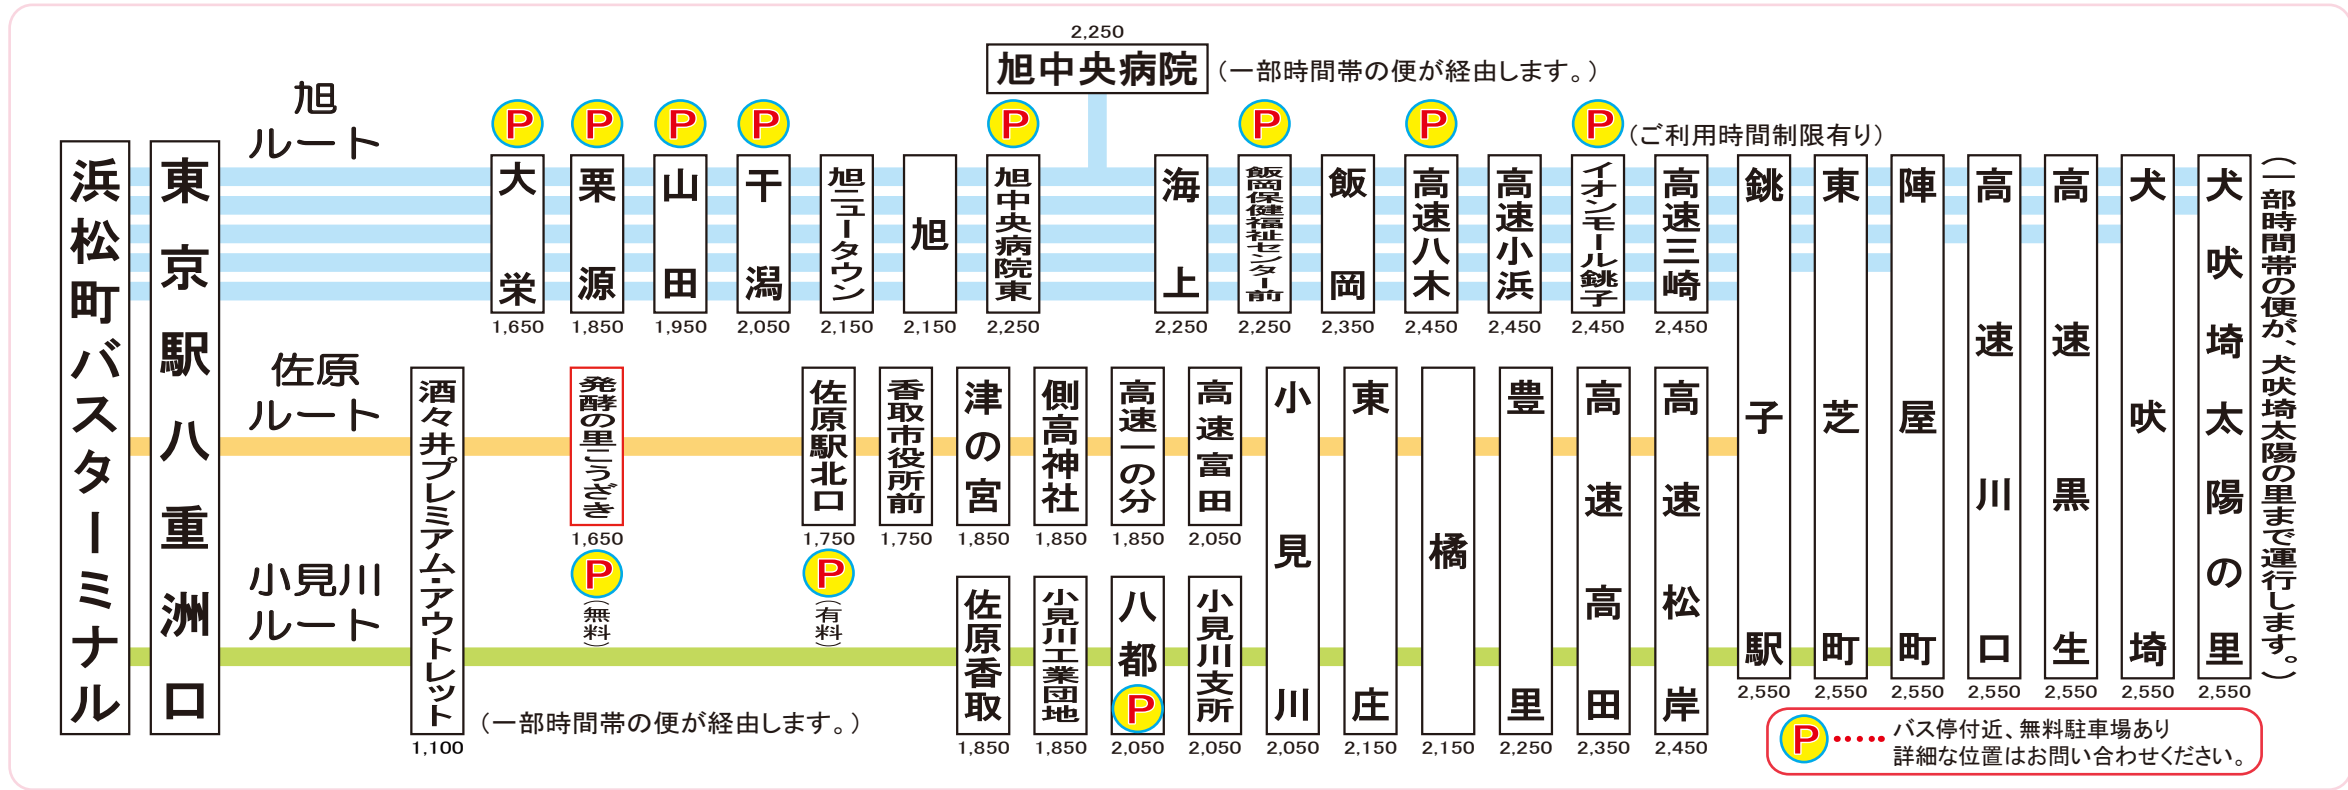 2,250
旭中央病院
(一部時間帯の便が経由します。)
旭
ルート
P
P
P
P
P
P
P
P
(ご利用時間制限有り)
浜松町バスターミナル
東京駅八重洲口
大栄
1,650
栗源
1,850
山田
1,950
干潟
2,050
旭ニュータウン
2,150
旭
2,150
旭中央病院東
2,250
海上
2,250
飯岡保健福祉センター前
2,250
飯岡
2,350
高速八木
2,450
高速小浜
2,450
イオンモール銚子
2,450
高速三崎
2,450
銚子駅
2,550
東芝町
2,550
陣屋町
2,550
高速川口
2,550
高速黒生
2,550
犬吠埼
2,550
犬吠埼太陽の里
2,550
(一部時間帯の便が、犬吠埼太陽の里まで運行します。)
佐原
ルート
酒々井プレミアム・アウトレット
1,100
(一部時間帯の便が経由します。)
発酵の里こうざき
1,650
P
(無料)
佐原駅北口
1,750
P
(有料)
香取市役所前
1,750
津の宮
1,850
側高神社
1,850
高速一の分
1,850
高速富田
2,050
小見川
2,050
東庄
2,150
橘
2,150
豊里
2,250
高速高田
2,350
高速松岸
2,450
小見川
ルート
佐原香取
1,850
小見川工業団地
1,850
八都
P
2,050
小見川支所
2,050
P
バス停付近、無料駐車場あり
詳細な位置はお問い合わせください。